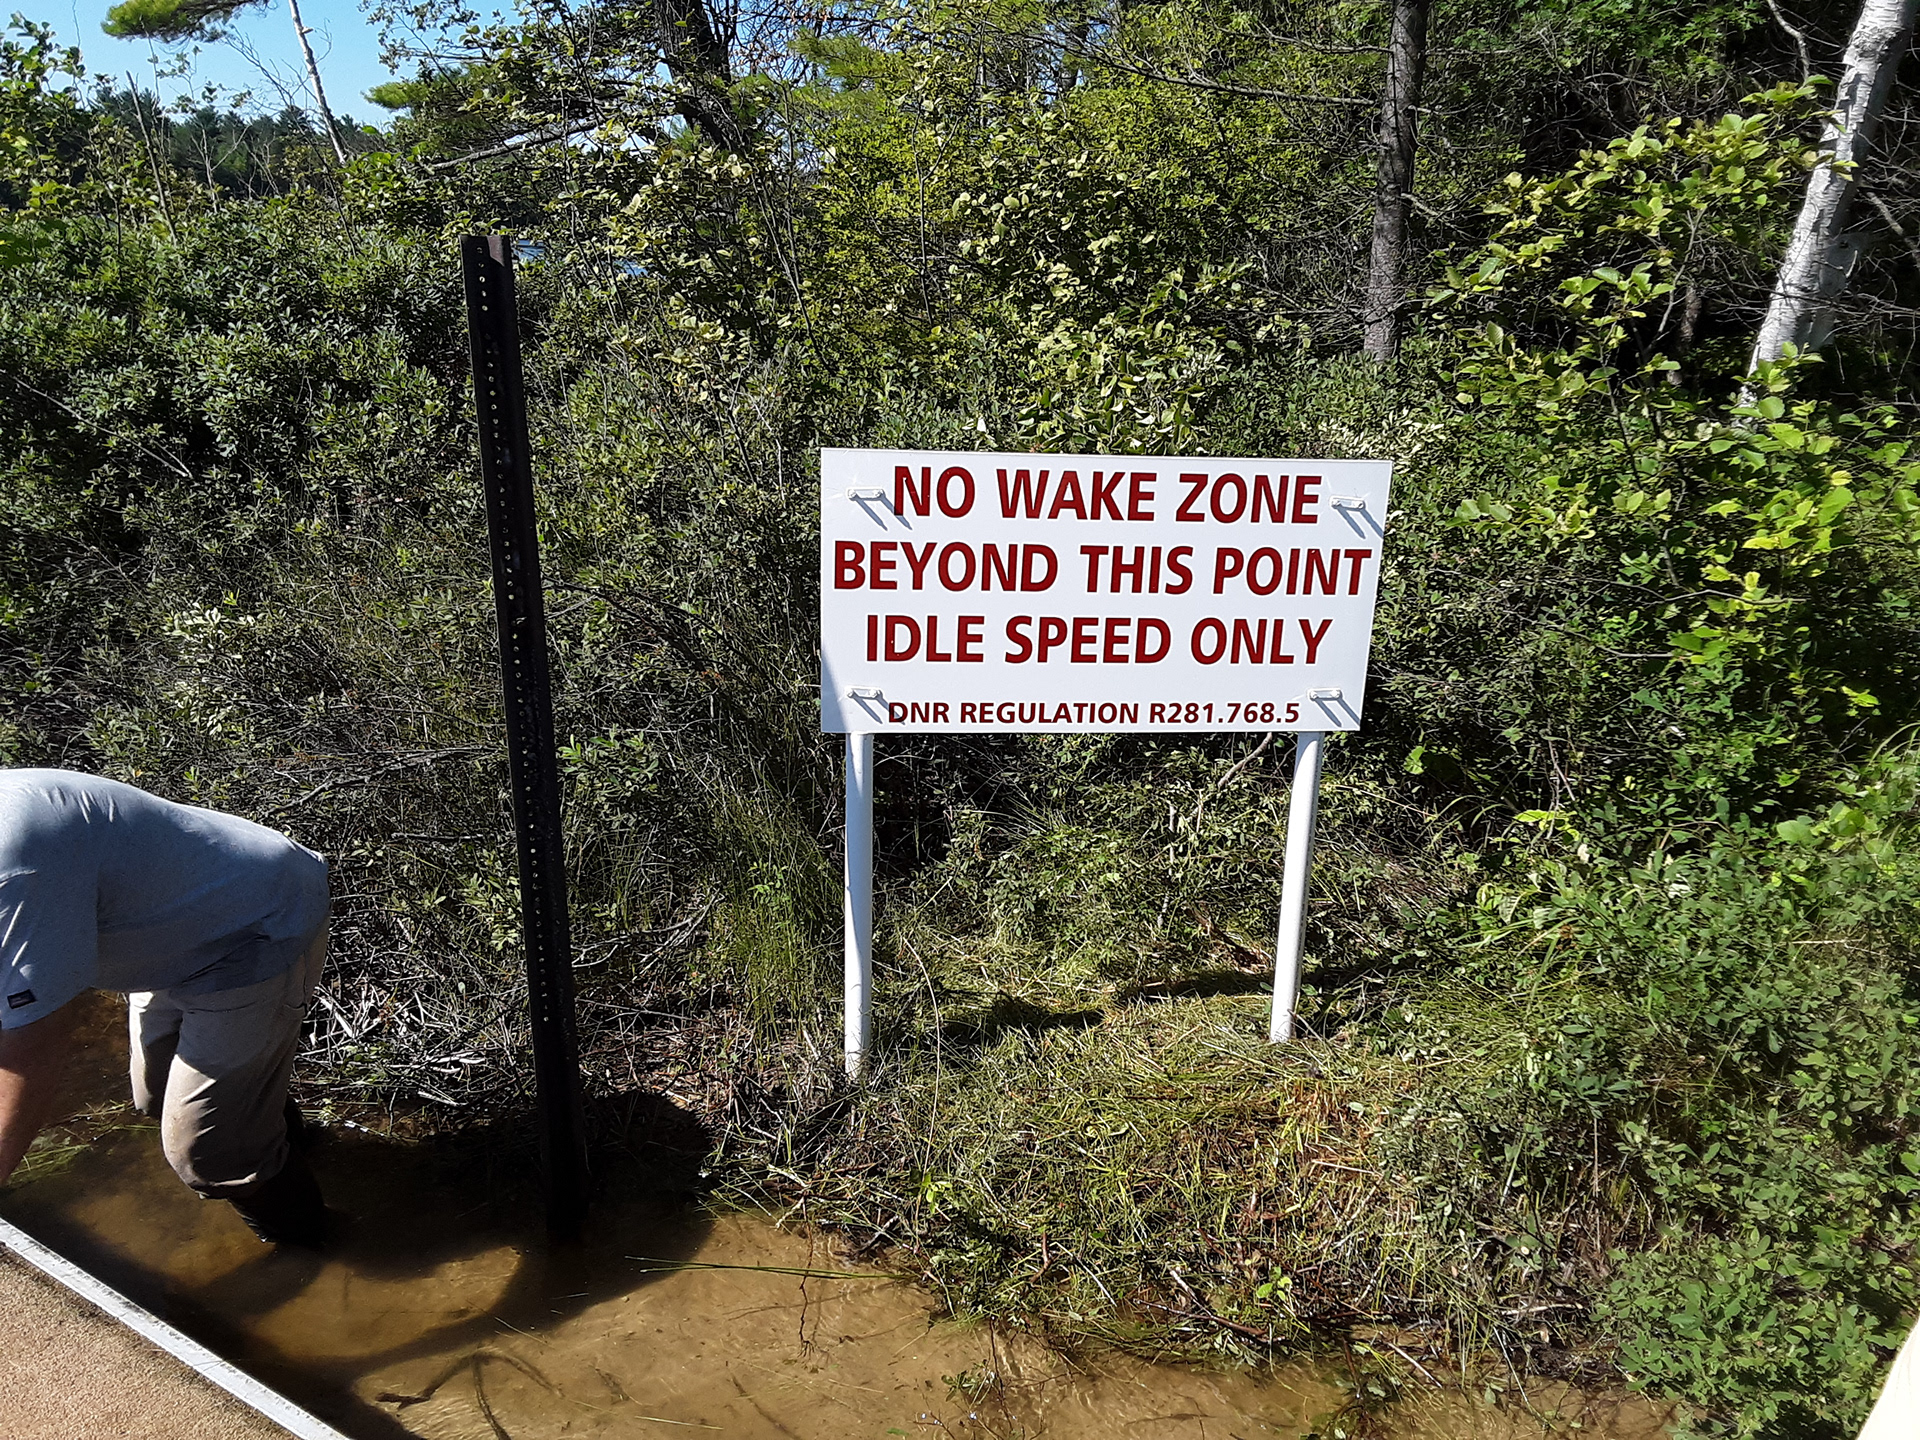 NO WAKE ZONE
BEYOND THIS POINT
IDLE SPEED ONLY
DNR REGULATION R281.768.5